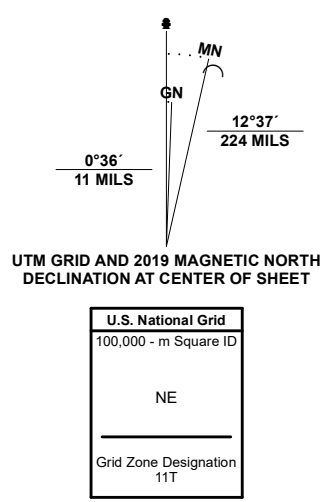 MN
GN
12°37´
224 MILS
0°36´
11 MILS
UTM GRID AND 2019 MAGNETIC NORTH
DECLINATION AT CENTER OF SHEET
U.S. National Grid
100,000 - m Square ID
NE
Grid Zone Designation
11T